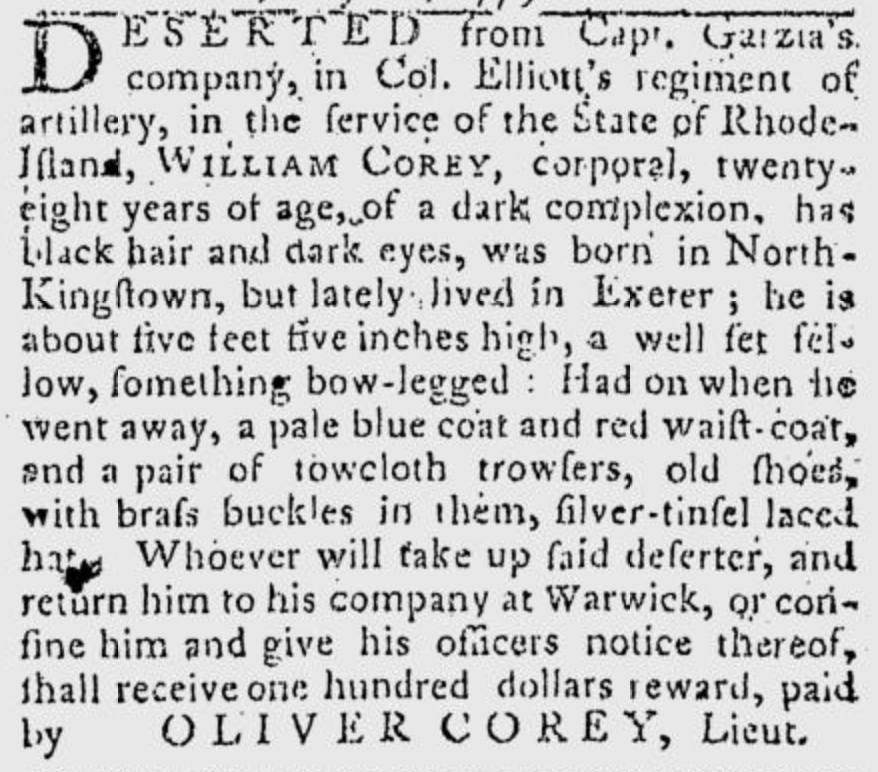 DESERTED from Capt. Garzia's
company, in Col. Elliott's regiment of
artillery, in the ſervice of the State of Rhode-
Iſland, WILLIAM COREY, corporal, twenty-
eight years of age, of a dark complexion, has
black hair and dark eyes, was born in North-
Kingſtown, but lately lived in Exeter ; he is
about five feet five inches high, a well ſet fel-
low, ſomething bow-legged : Had on when he
went away, a pale blue coat and red waiſt-coat,
and a pair of towcloth trowſers, old ſhoes,
with braſs buckles in them, ſilver-tinſel laced
hat. Whoever will take up ſaid deſerter, and
return him to his company at Warwick, or con-
fine him and give his officers notice thereof,
ſhall receive one hundred dollars reward, paid
by OLIVER COREY, Lieut.